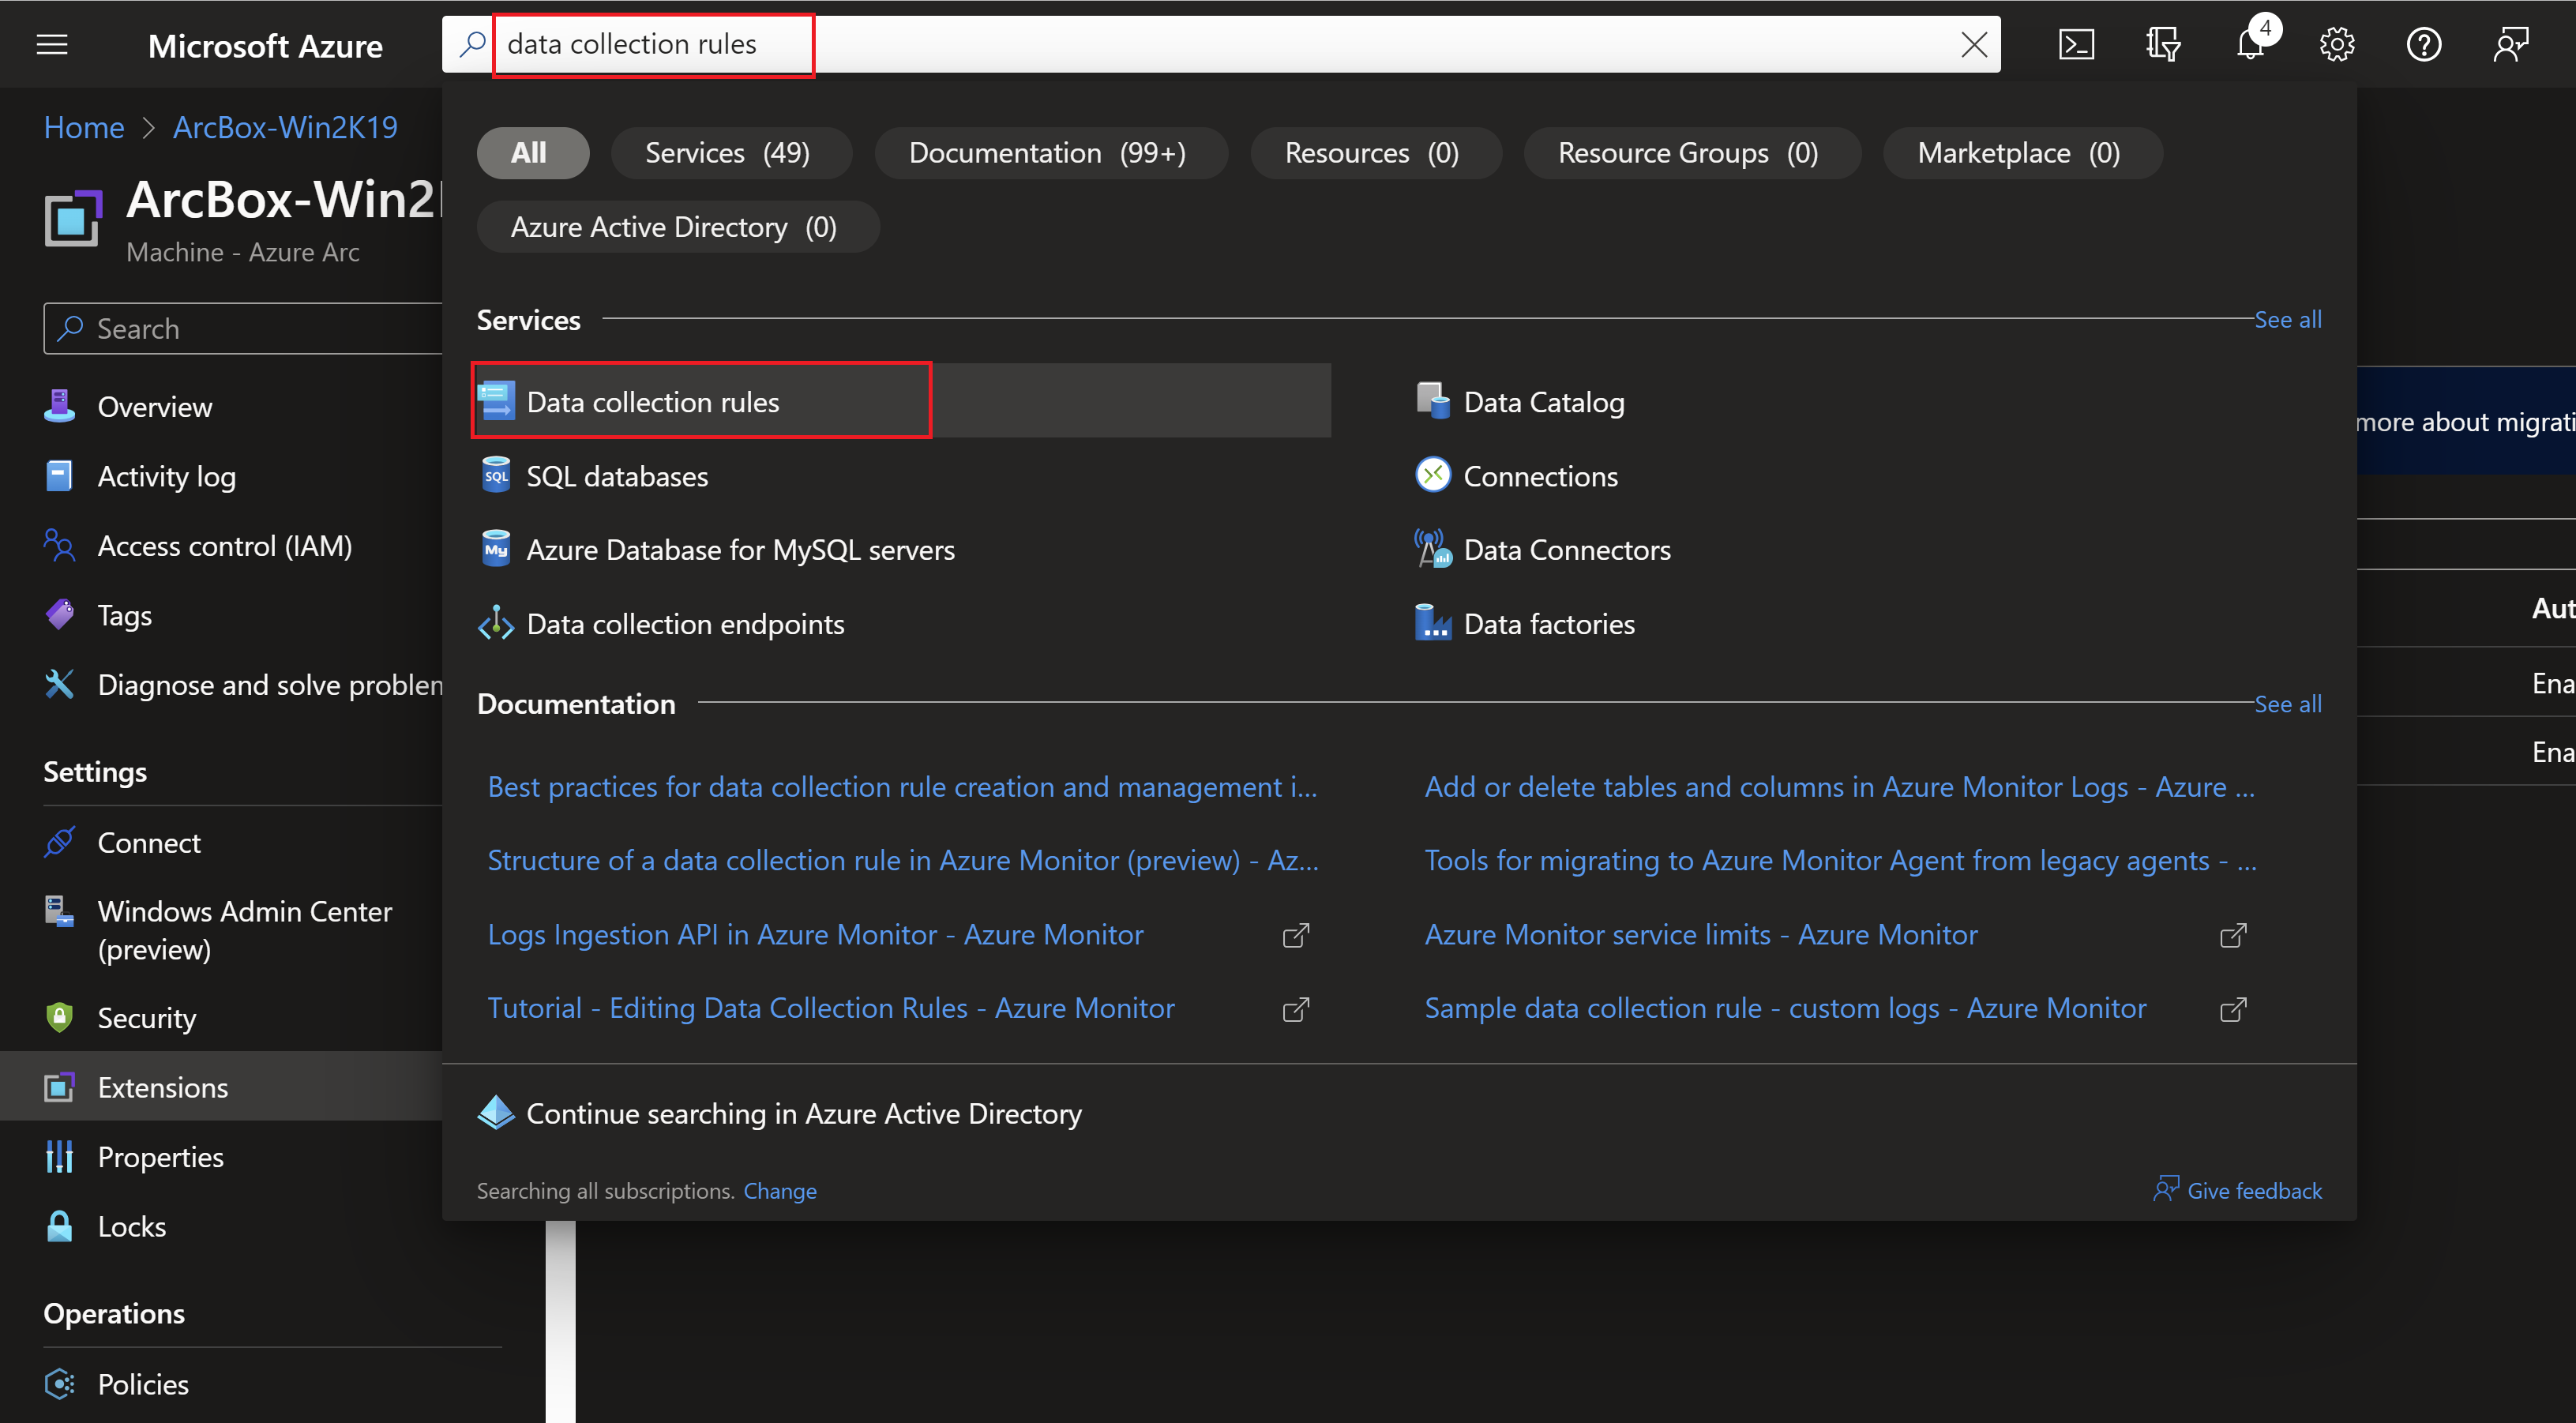 Microsoft Azure
data collection rules
4
Home > ArcBox-Win2K19
ArcBox-Win2
Machine - Azure Arc
Search
Overview
Activity log
Access control (IAM)
Tags
Diagnose and solve problem
Settings
Connect
Windows Admin Center
(preview)
Security
Extensions
Properties
Locks
Operations
Policies
All
Services (49)
Documentation (99+)
Resources (0)
Resource Groups (0)
Marketplace (0)
Azure Active Directory (0)
Services
See all
Data collection rules
Data Catalog
SQL databases
Connections
Azure Database for MySQL servers
Data Connectors
Data collection endpoints
Data factories
Documentation
See all
Best practices for data collection rule creation and management i...
Add or delete tables and columns in Azure Monitor Logs - Azure ...
Structure of a data collection rule in Azure Monitor (preview) - Az...
Tools for migrating to Azure Monitor Agent from legacy agents - ...
Logs Ingestion API in Azure Monitor - Azure Monitor
Azure Monitor service limits - Azure Monitor
Tutorial - Editing Data Collection Rules - Azure Monitor
Sample data collection rule - custom logs - Azure Monitor
Continue searching in Azure Active Directory
Searching all subscriptions. Change
Give feedback
more about migrati
Aut
Ena
Ena